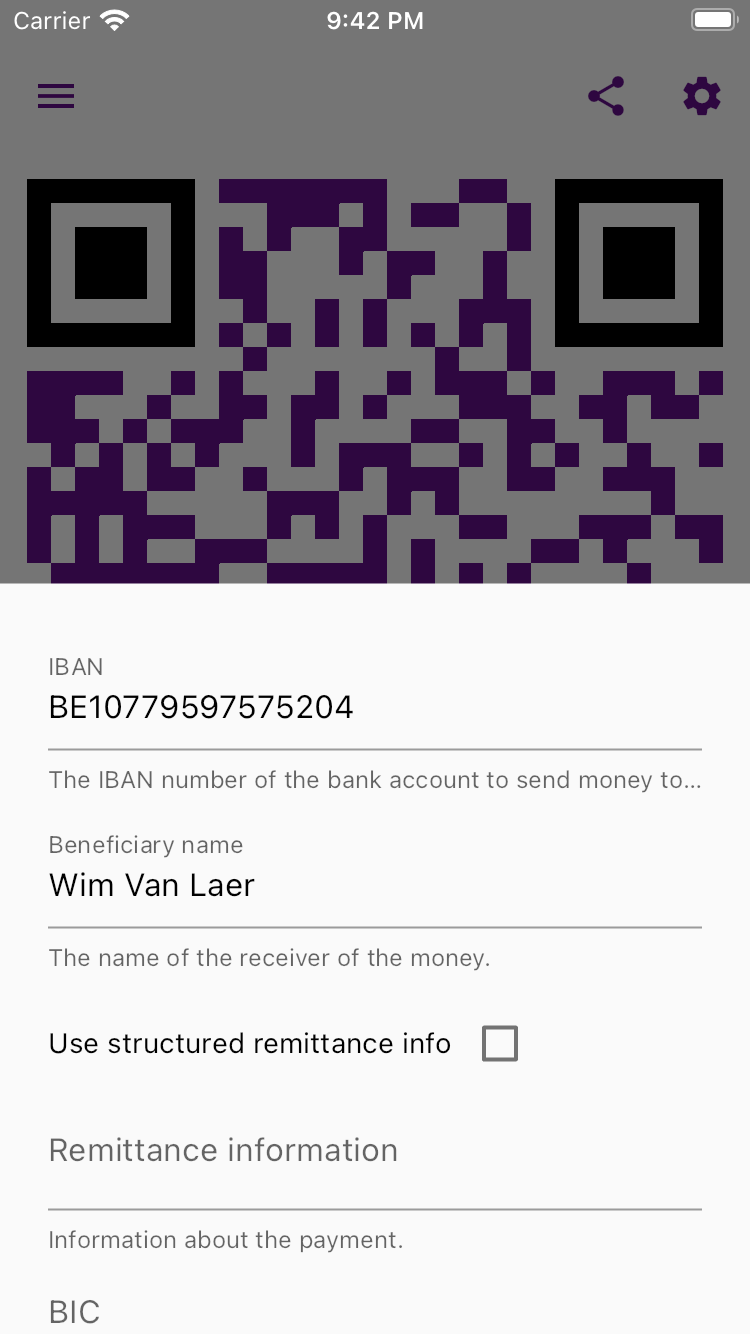 Carrier 9:42 PM
IBAN
BE10779597575204
The IBAN number of the bank account to send money to...
Beneficiary name
Wim Van Laer
The name of the receiver of the money.
Use structured remittance info
Remittance information
Information about the payment.
BIC